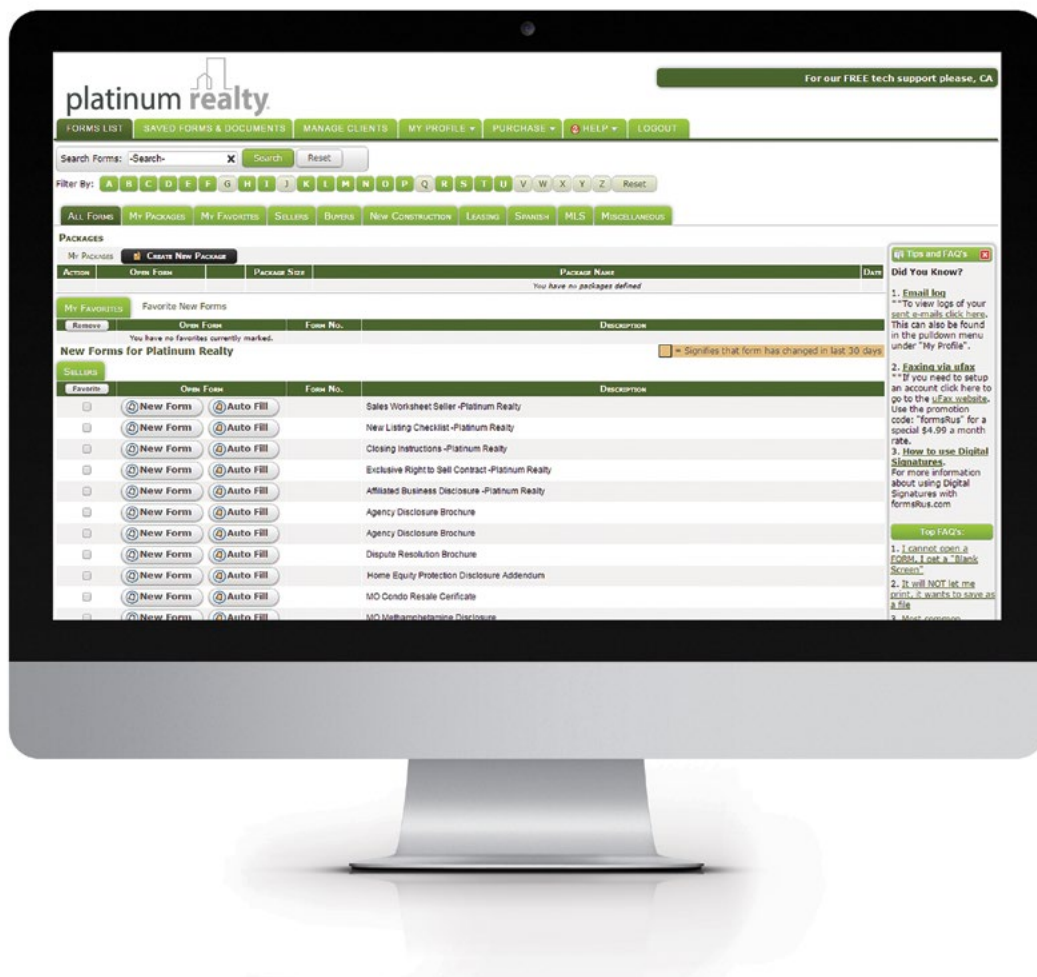 platinum realty.
For our FREE tech support please, CA
FORMS LIST SAVED FORMS & DOCUMENTS MANAGE CLIENTS MY PROFILE PURCHASE HELP LOGOUT
Search Forms: -Search- X Search Reset
Filter By: A B C D E F G H I J K L M N O P Q R S T U V W X Y Z Reset
ALL FORMS MY PACKAGES MY FAVORITES SELLERS BUYERS NEW CONSTRUCTION LEASING SPANISH MLS MISCELLANEOUS
PACKAGES
MY PACKAGES CREATE NEW PACKAGE
ACTION OPEN FORM PACKAGE SIZE PACKAGE NAME DATE
You have no packages defined
MY FAVORITES Favorite New Forms
Remove OPEN FORM FORM NO. DESCRIPTION
You have no favorites currently marked.
New Forms for Platinum Realty = Signifies that form has changed in last 30 days
SELLERS
Favorite OPEN FORM FORM NO. DESCRIPTION
New Form Auto Fill Sales Worksheet Seller -Platinum Realty
New Form Auto Fill New Listing Checklist -Platinum Realty
New Form Auto Fill Closing Instructions -Platinum Realty
New Form Auto Fill Exclusive Right to Sell Contract -Platinum Realty
New Form Auto Fill Affiliated Business Disclosure -Platinum Realty
New Form Auto Fill Agency Disclosure Brochure
New Form Auto Fill Agency Disclosure Brochure
New Form Auto Fill Dispute Resolution Brochure
New Form Auto Fill Home Equity Protection Disclosure Addendum
New Form Auto Fill MO Condo Resale Cerificate
New Form Auto Fill MO Methamphetamine Disclosure
Tips and FAQ's
Did You Know?
1. Email log
**To view logs of your
sent e-mails click here.
This can also be found
in the pulldown menu
under "My Profile".
2. Faxing via ufax
**If you need to setup
an account click here to
go to the uFax website.
Use the promotion
code: "formsRus" for a
special $4.99 a month
rate.
3. How to use Digital
Signatures.
For more information
about using Digital
Signatures with
formsRus.com
Top FAQ's:
1. I cannot open a
FORM, I get a "Blank
Screen"
2. It will NOT let me
print, it wants to save as
a file
3. Most common